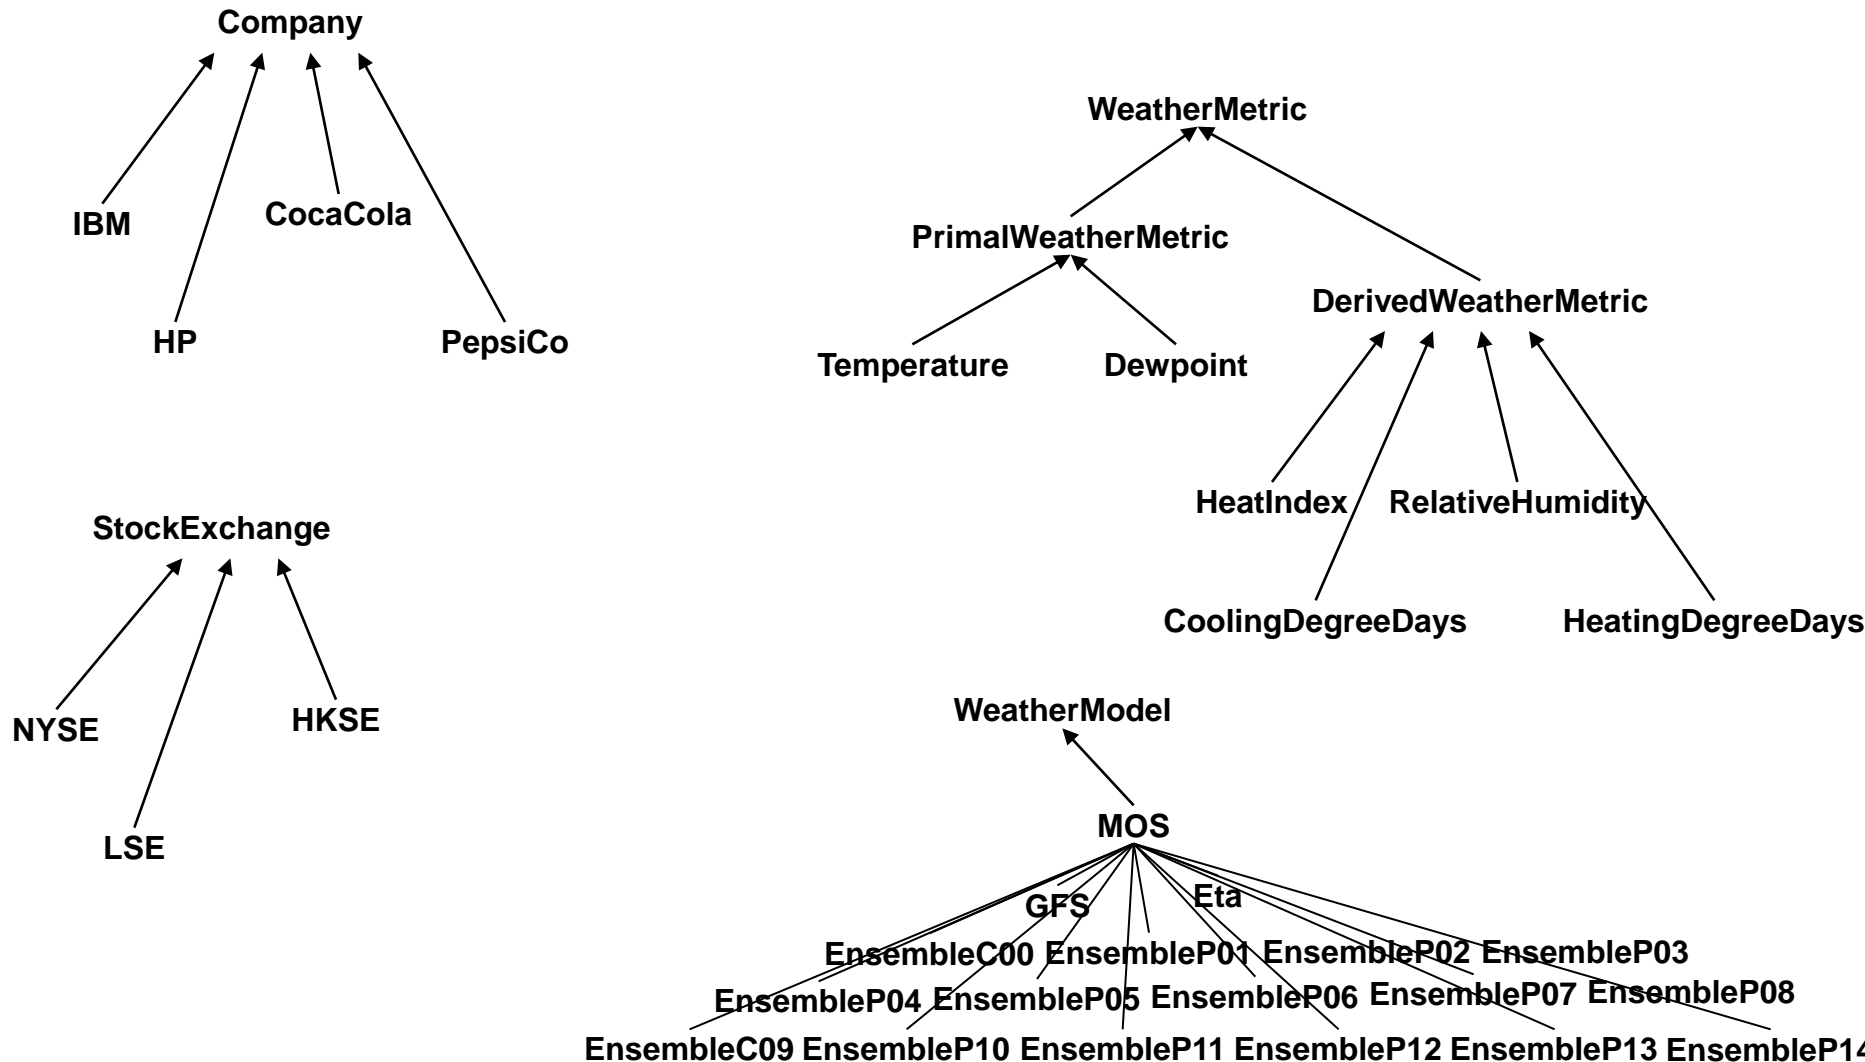 Company
IBM
CocaCola
HP
PepsiCo
StockExchange
NYSE
HKSE
LSE
WeatherMetric
PrimalWeatherMetric
DerivedWeatherMetric
Temperature
Dewpoint
HeatIndex
RelativeHumidity
CoolingDegreeDays
HeatingDegreeDays
WeatherModel
MOS
GFS
Eta
EnsembleC00 EnsembleP01 EnsembleP02 EnsembleP03
EnsembleP04 EnsembleP05 EnsembleP06 EnsembleP07 EnsembleP08
EnsembleC09 EnsembleP10 EnsembleP11 EnsembleP12 EnsembleP13 EnsembleP14